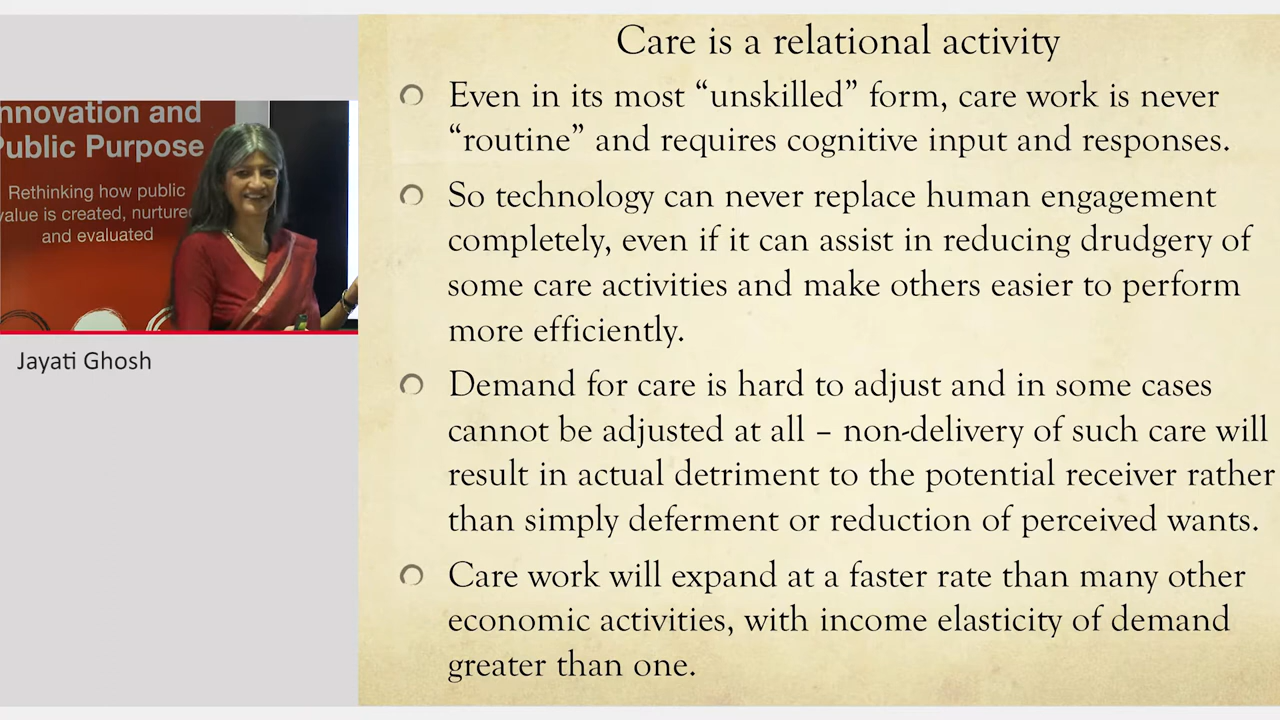 nnovation and
Public Purpose
Rethinking how public
value is created, nurtured
and evaluated
Jayati Ghosh
Care is a relational activity
Even in its most “unskilled” form, care work is never
“routine” and requires cognitive input and responses.
So technology can never replace human engagement
completely, even if it can assist in reducing drudgery of
some care activities and make others easier to perform
more efficiently.
Demand for care is hard to adjust and in some cases
cannot be adjusted at all – non-delivery of such care will
result in actual detriment to the potential receiver rather
than simply deferment or reduction of perceived wants.
Care work will expand at a faster rate than many other
economic activities, with income elasticity of demand
greater than one.